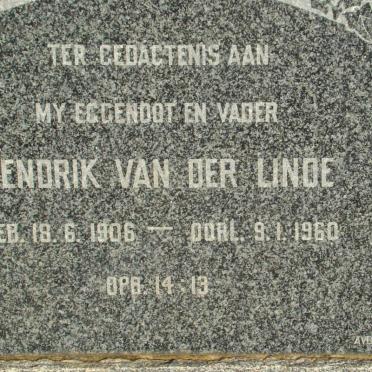 TER GEDACTENIS AAN
MY EGGENOOT EN VADER
ENDRIK VAN DER LINDE
EB. 18. 6. 1906 — OORL. 9. 1. 1960
OPB. 14-13
AVB